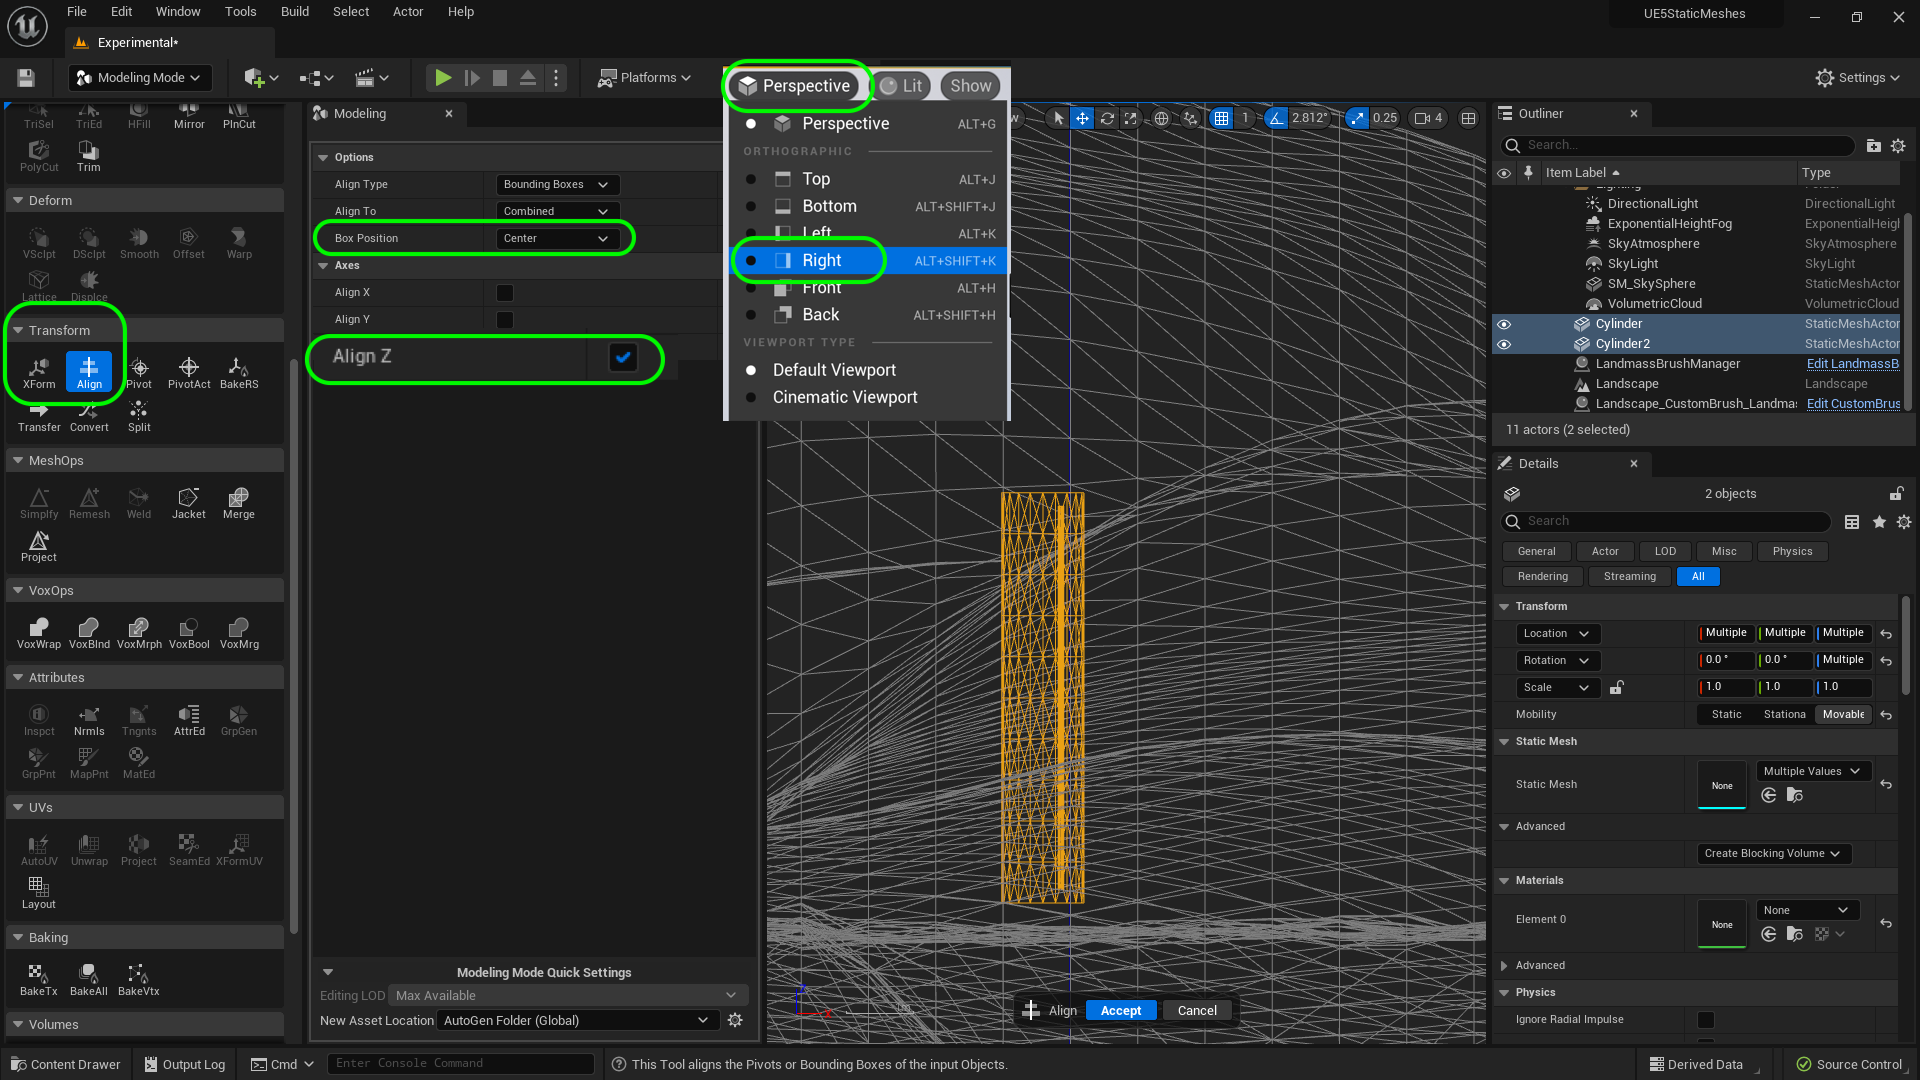 File Edit Window Tools Build Select Actor Help
UE5StaticMeshes
Experimental*
Modeling Mode
Platforms
Settings
TriSel TriEd HFill Mirror PlnCut
PolyCut Trim
Deform
VSclpt DSclpt Smooth Offset Warp
Lattice Displce
Transform
XForm Align Pivot PivotAct BakeRS
Transfer Convert Split
MeshOps
Simplfy Remesh Weld Jacket Merge
Project
VoxOps
VoxWrap VoxBlnd VoxMrph VoxBool VoxMrg
Attributes
Inspct Nrmls Tngnts AttrEd GrpGen
GrpPnt MapPnt MatEd
UVs
AutoUV Unwrap Project SeamEd XFormUV
Layout
Baking
BakeTx BakeAll BakeVtx
Volumes
Modeling
Options
Align Type Bounding Boxes
Align To Combined
Box Position Center
Axes
Align X
Align Y
Align Z
Modeling Mode Quick Settings
Editing LOD Max Available
New Asset Location AutoGen Folder (Global)
Perspective Lit Show
Perspective ALT+G
ORTHOGRAPHIC
Top ALT+J
Bottom ALT+SHIFT+J
Left ALT+K
Right ALT+SHIFT+K
Front ALT+H
Back ALT+SHIFT+H
VIEWPORT TYPE
Default Viewport
Cinematic Viewport
1 2.812° 0.25 4
Align Accept Cancel
Outliner
Search...
Item Label Type
Lighting Folder
DirectionalLight DirectionalLight
ExponentialHeightFog ExponentialHeigh
SkyAtmosphere SkyAtmosphere
SkyLight SkyLight
SM_SkySphere StaticMeshActor
VolumetricCloud VolumetricCloud
Cylinder StaticMeshActor
Cylinder2 StaticMeshActor
LandmassBrushManager Edit LandmassB
Landscape Landscape
Landscape_CustomBrush_Landmas Edit CustomBrus
11 actors (2 selected)
Details
2 objects
Search
General Actor LOD Misc Physics
Rendering Streaming All
Transform
Location Multiple Multiple Multiple
Rotation 0.0 ° 0.0 ° Multiple
Scale 1.0 1.0 1.0
Mobility Static Stationa Movable
Static Mesh
Static Mesh None Multiple Values
Advanced
Create Blocking Volume
Materials
Element 0 None None
Advanced
Physics
Ignore Radial Impulse
Content Drawer Output Log Cmd Enter Console Command This Tool aligns the Pivots or Bounding Boxes of the input Objects. Derived Data Source Control